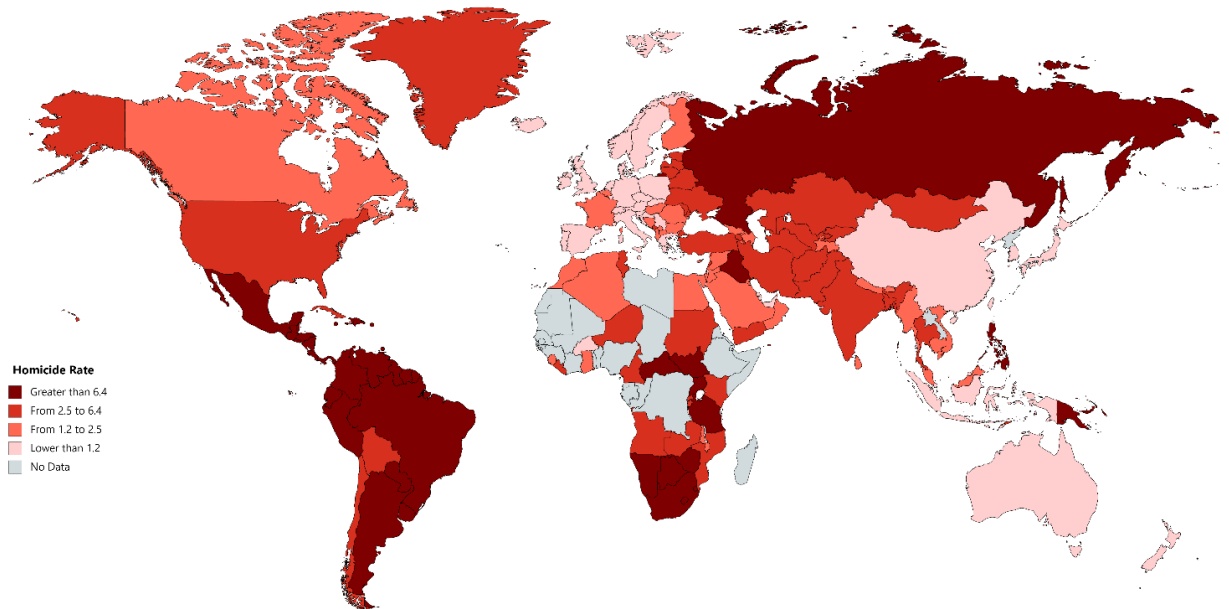 Homicide Rate
Greater than 6.4
From 2.5 to 6.4
From 1.2 to 2.5
Lower than 1.2
No Data